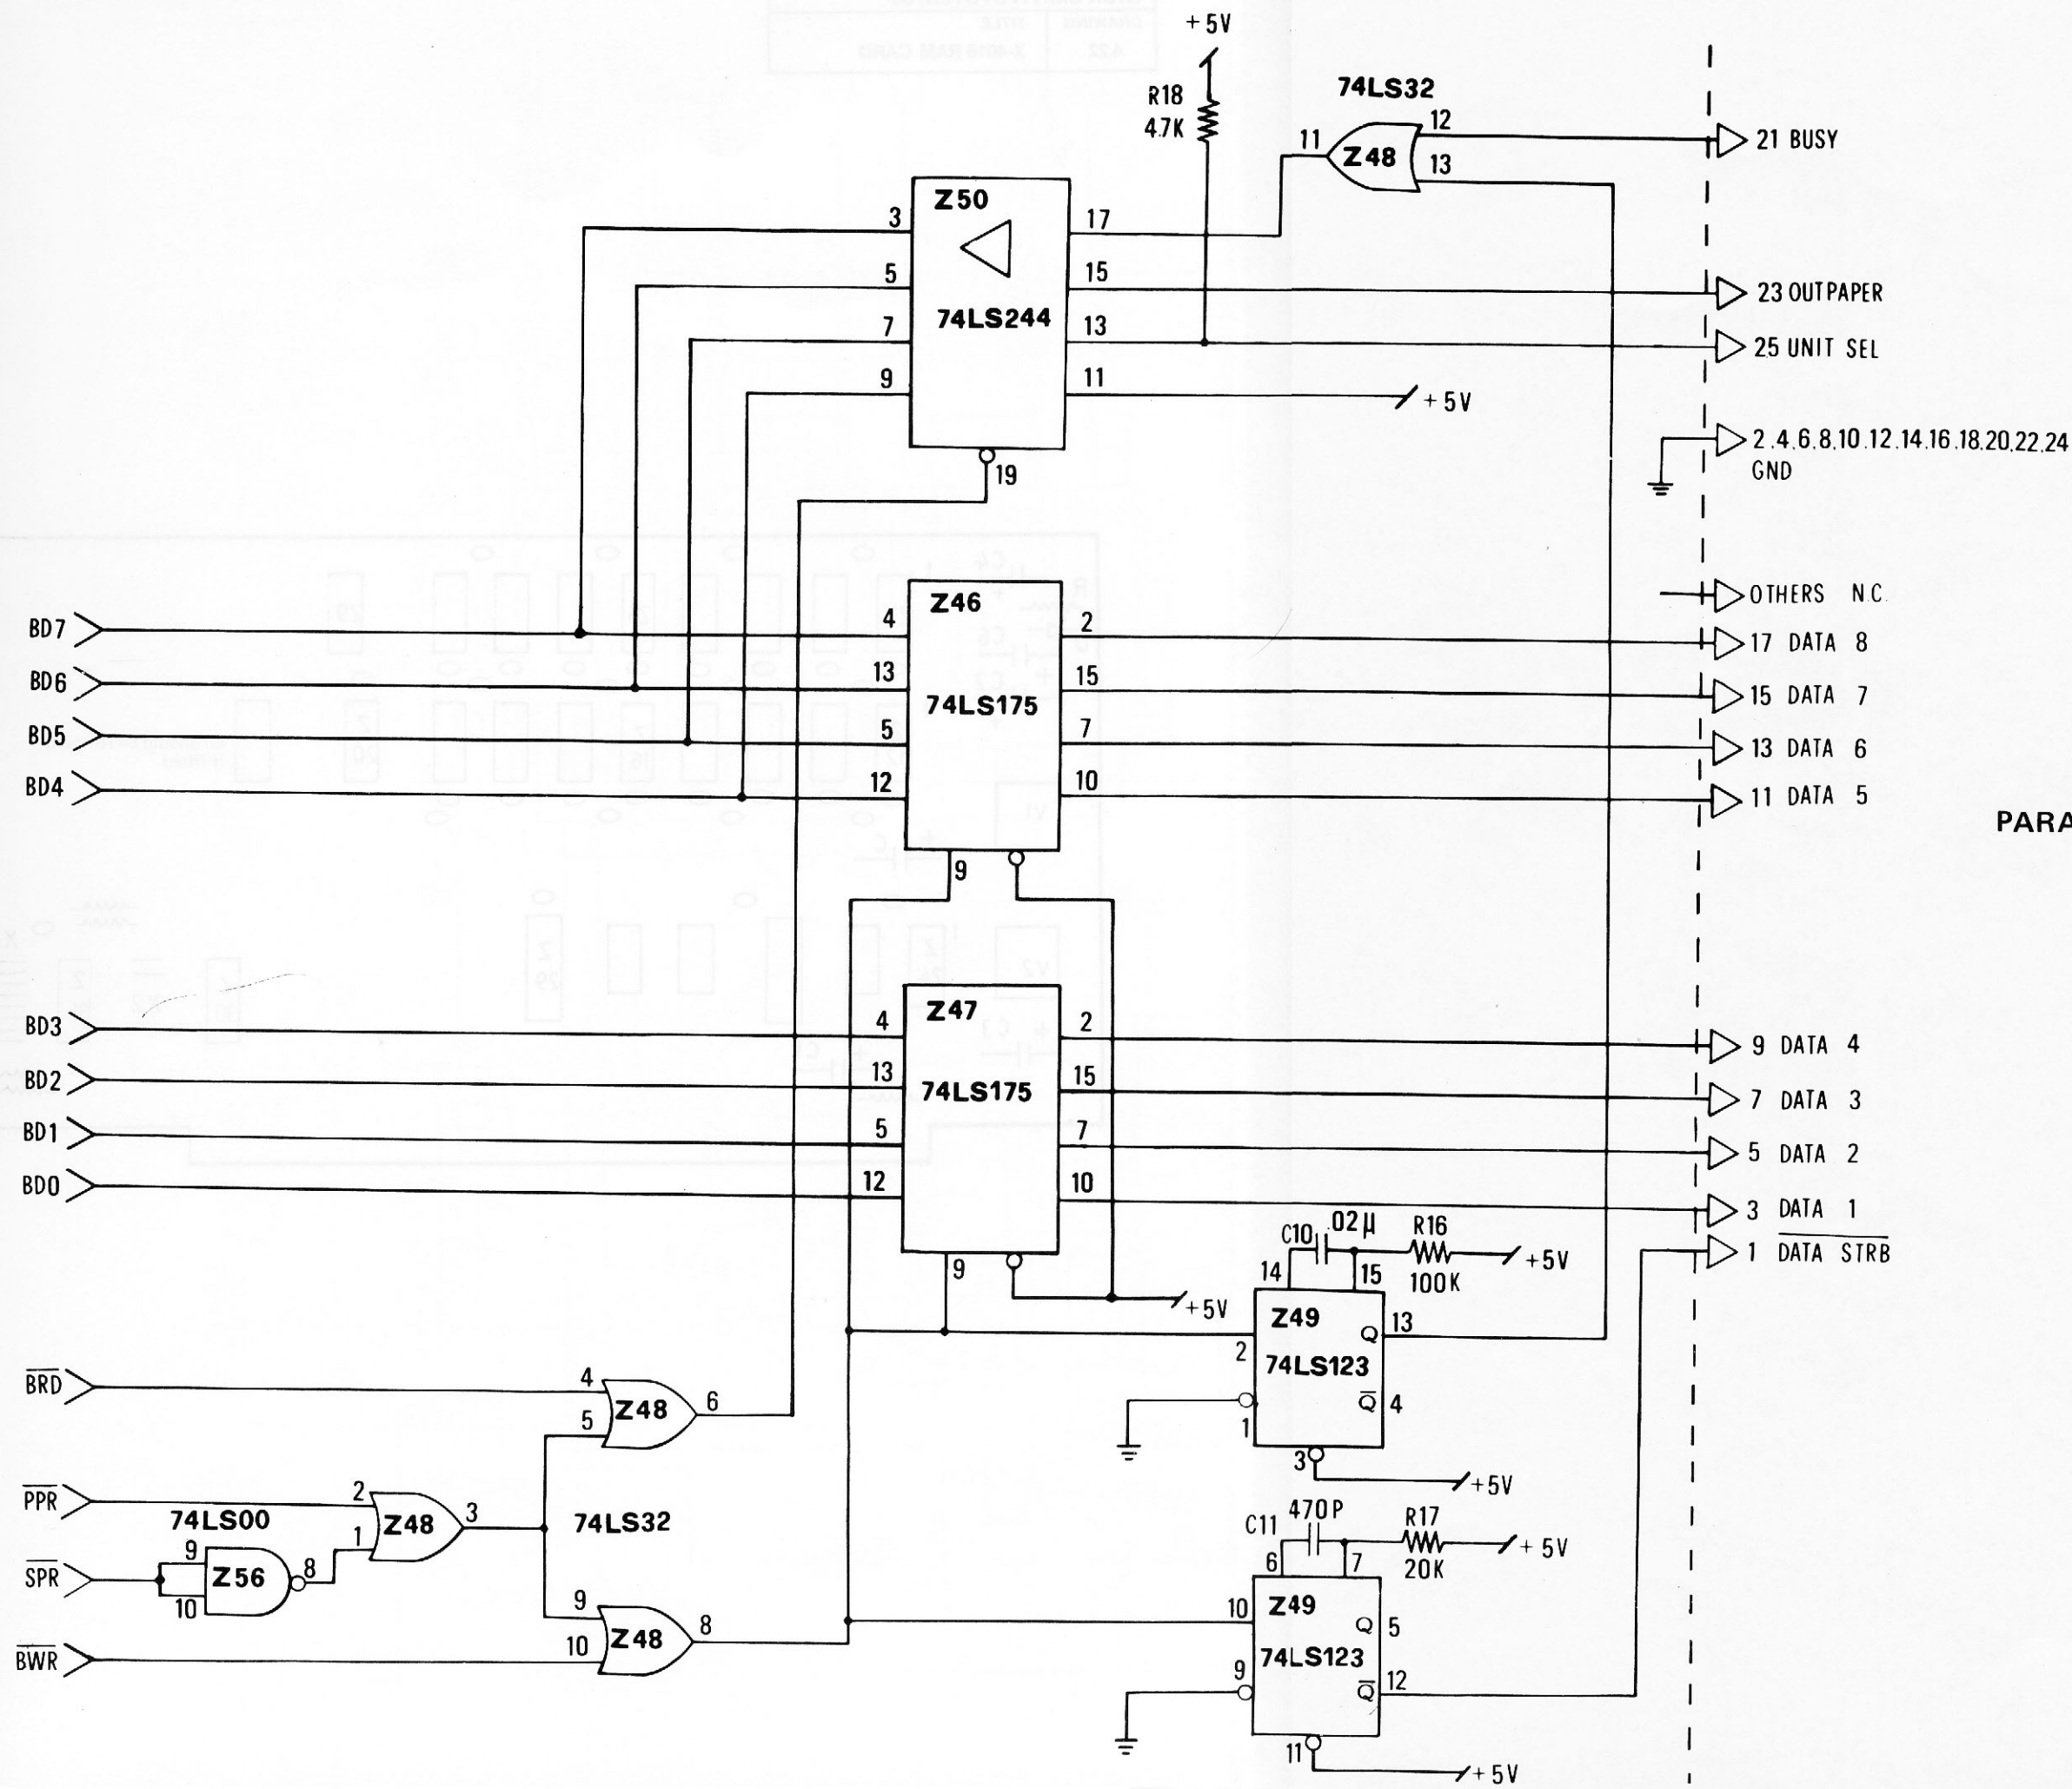 +5V
R18
4.7K
74LS32
11
Z48
12
13
21 BUSY
Z50
74LS244
3
5
7
9
17
15
13
11
19
+5V
23 OUTPAPER
25 UNIT SEL
2.4.6.8.10.12.14.16.18.20.22.24
GND
OTHERS N.C.
BD7
BD6
BD5
BD4
4
13
5
12
Z46
74LS175
2
15
7
10
9
17 DATA 8
15 DATA 7
13 DATA 6
11 DATA 5
PARA
BD3
BD2
BD1
BD0
4
13
5
12
Z47
74LS175
2
15
7
10
9
+5V
9 DATA 4
7 DATA 3
5 DATA 2
3 DATA 1
1 DATA STRB
C10
.02µ
R16
100K
+5V
14
15
Z49
74LS123
Q
13
Q
4
2
1
3
+5V
BRD
4
5
Z48
6
PPR
74LS00
2
1
Z48
3
74LS32
SPR
9
10
Z56
8
BWR
9
10
Z48
8
C11
470P
R17
20K
+5V
6
7
10
Z49
74LS123
Q
5
Q
12
9
11
+5V